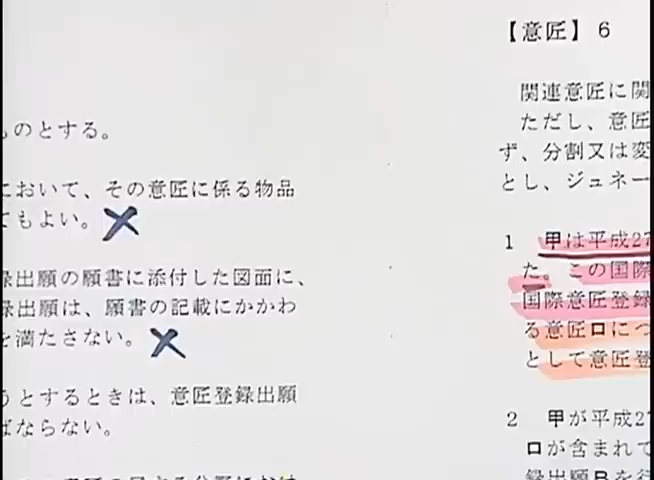 ものとする。
において、その意匠に係る物品
てもよい。
録出願の願書に添付した図面に、
録出願は、願書の記載にかかわ
を満たさない。
うとするときは、意匠登録出願
ばならない。
【意匠】6
関連意匠に関
ただし、意匠
ず、分割又は変
とし、ジュネー
1 甲は平成27
た。この国際
国際意匠登録
る意匠ロにつ
として意匠登
2 甲が平成27
ロが含まれて
録出願Bを行